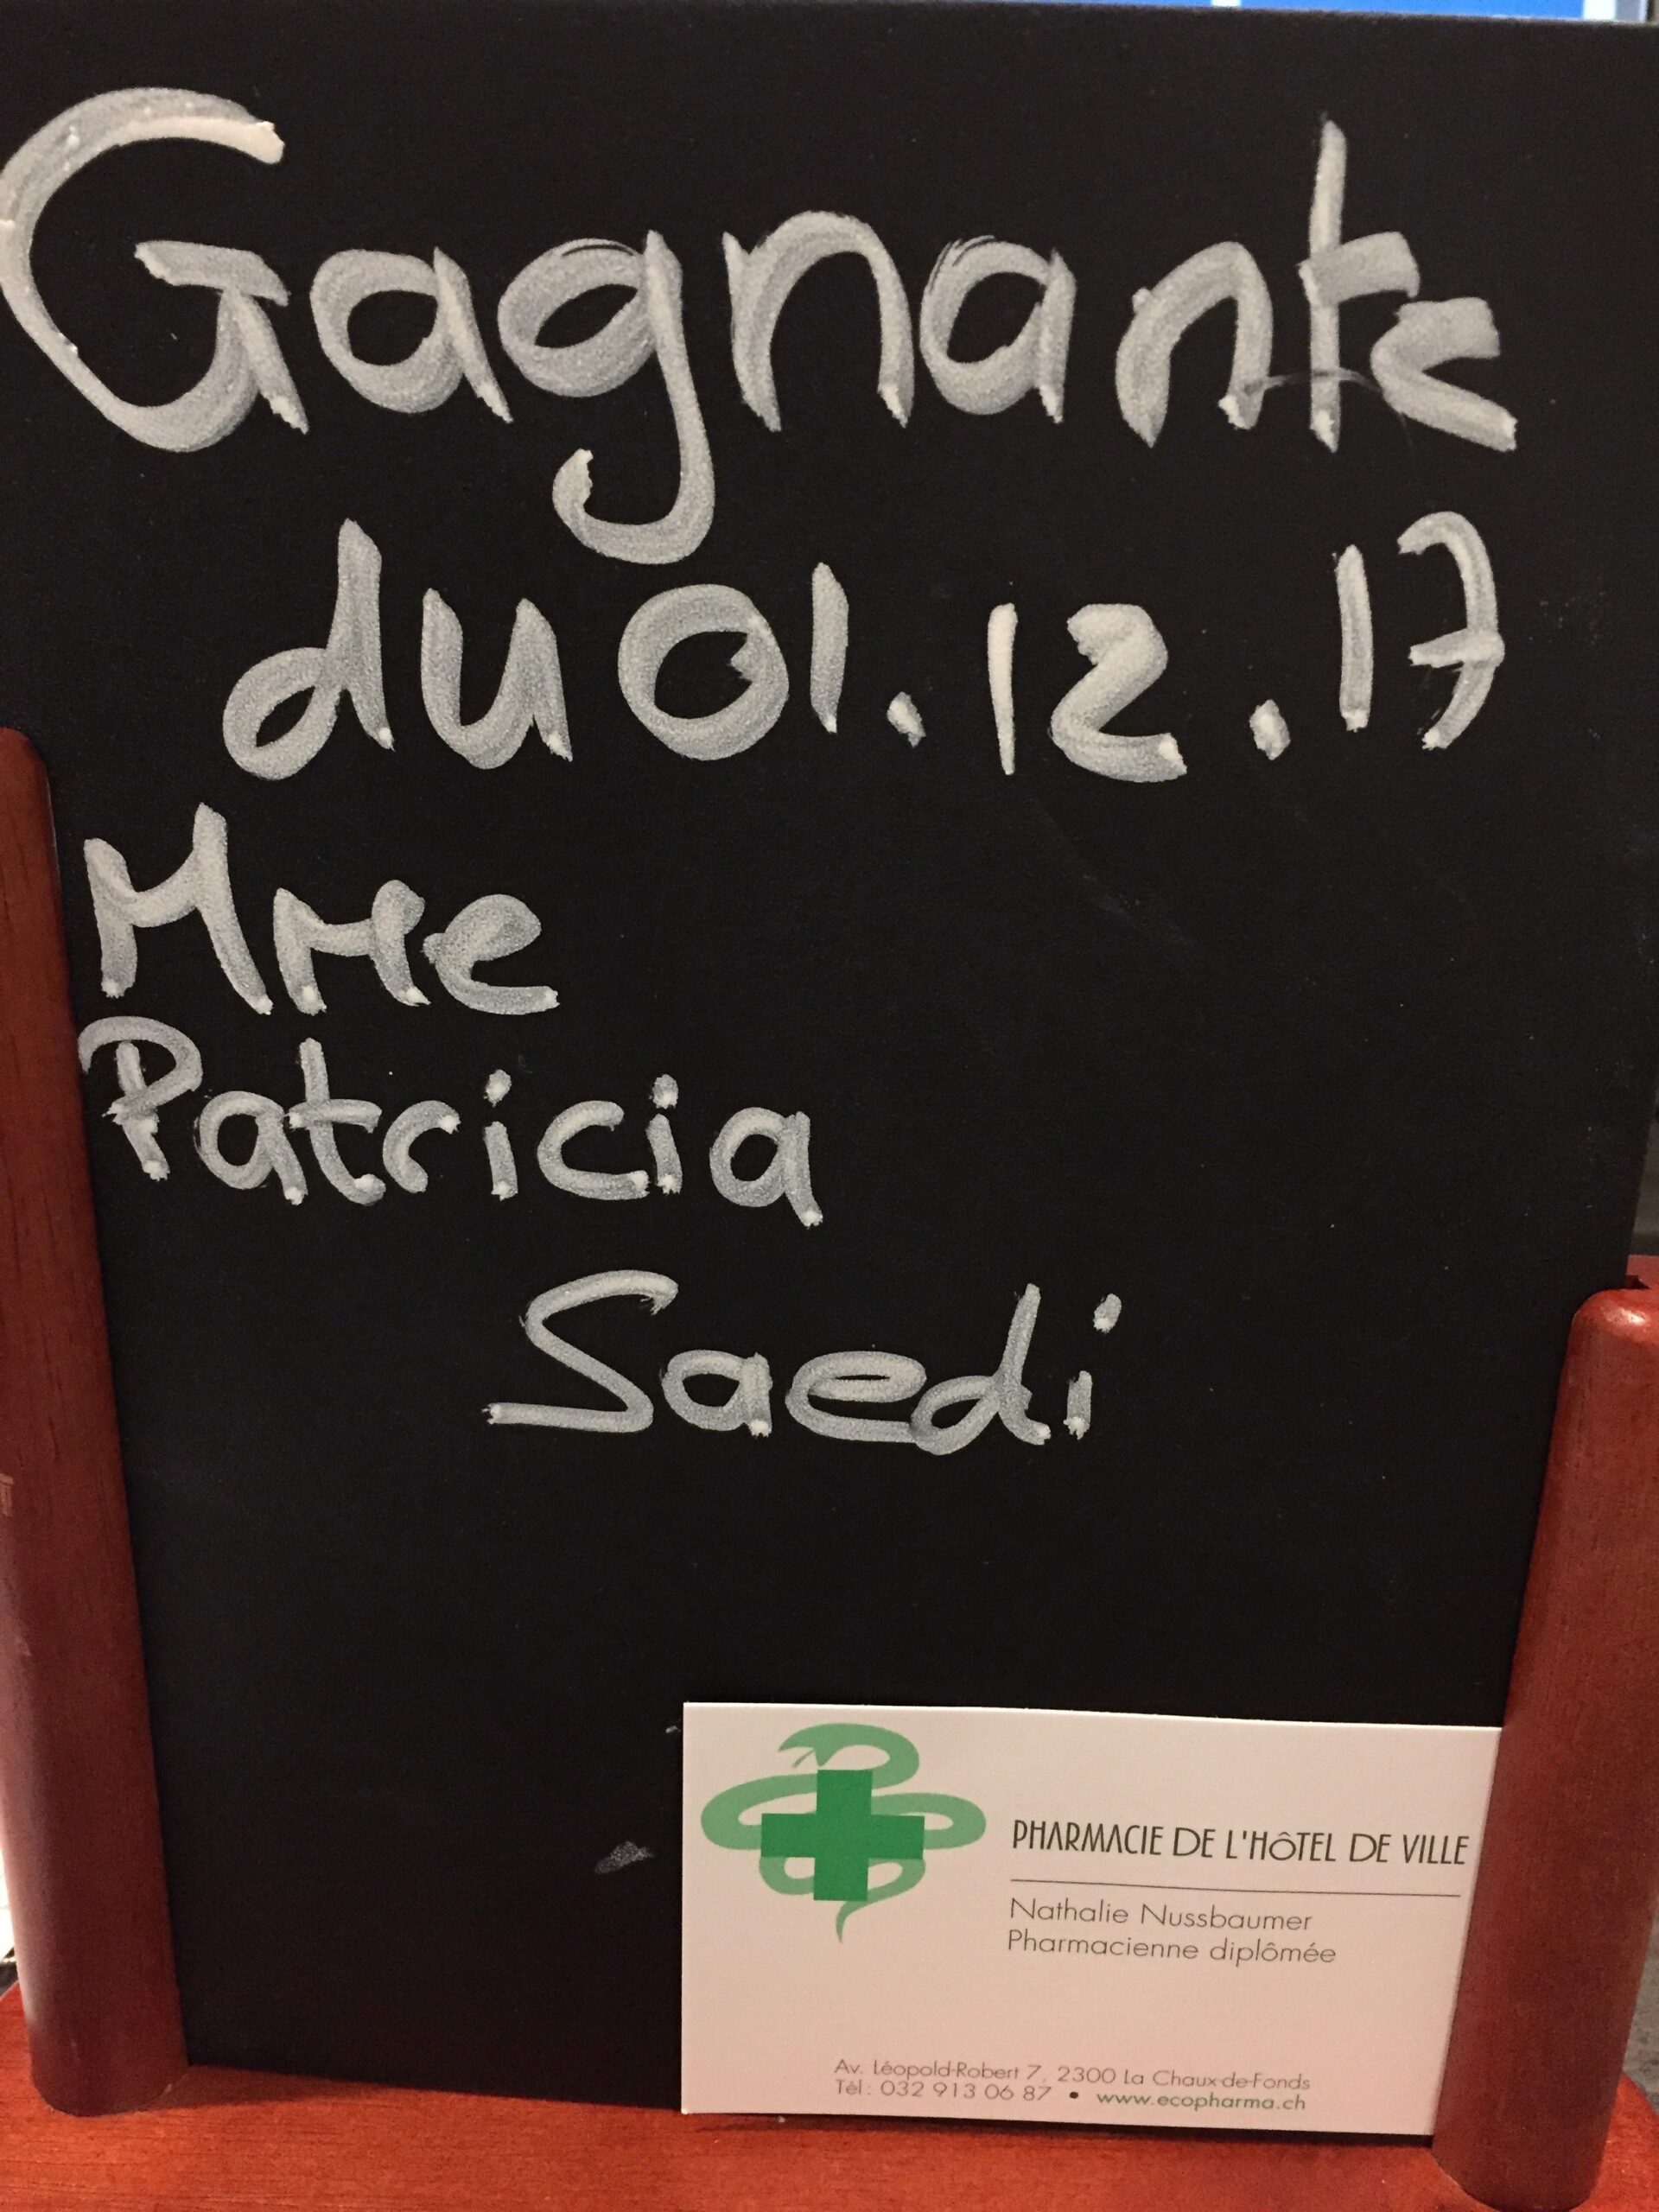 Gagnante
du 01.12.17
Mme
Patricia
Saedi
PHARMACIE DE L'HÔTEL DE VILLE
Nathalie Nussbaumer
Pharmacienne diplômée
Av. Léopold-Robert 7, 2300 La Chaux-de-Fonds
Tél: 032 913 06 87 • www.ecopharma.ch